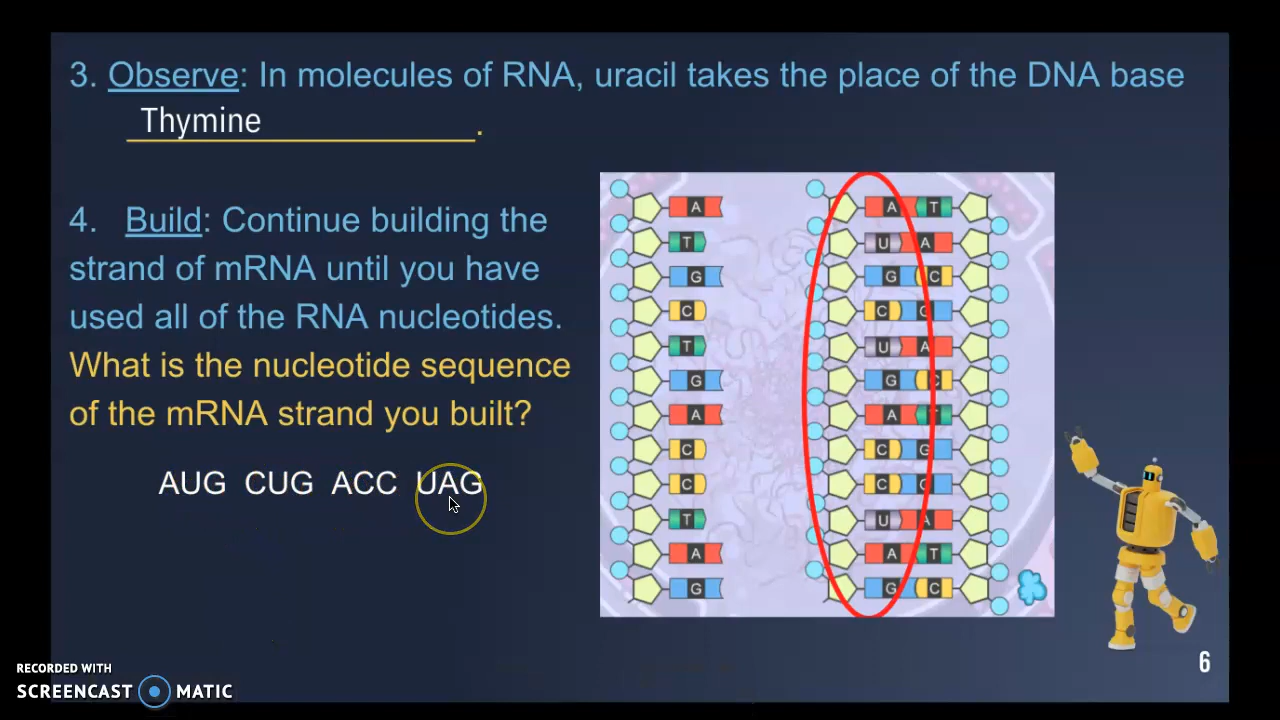 3. Observe: In molecules of RNA, uracil takes the place of the DNA base
Thymine .
4. Build: Continue building the
strand of mRNA until you have
used all of the RNA nucleotides.
What is the nucleotide sequence
of the mRNA strand you built?
AUG CUG ACC UAG
A A T
T U A
G G C
C C G
T U A
G G C
A A T
C C G
C C G
T U A
A A T
G G C
6
RECORDED WITH
SCREENCAST MATIC